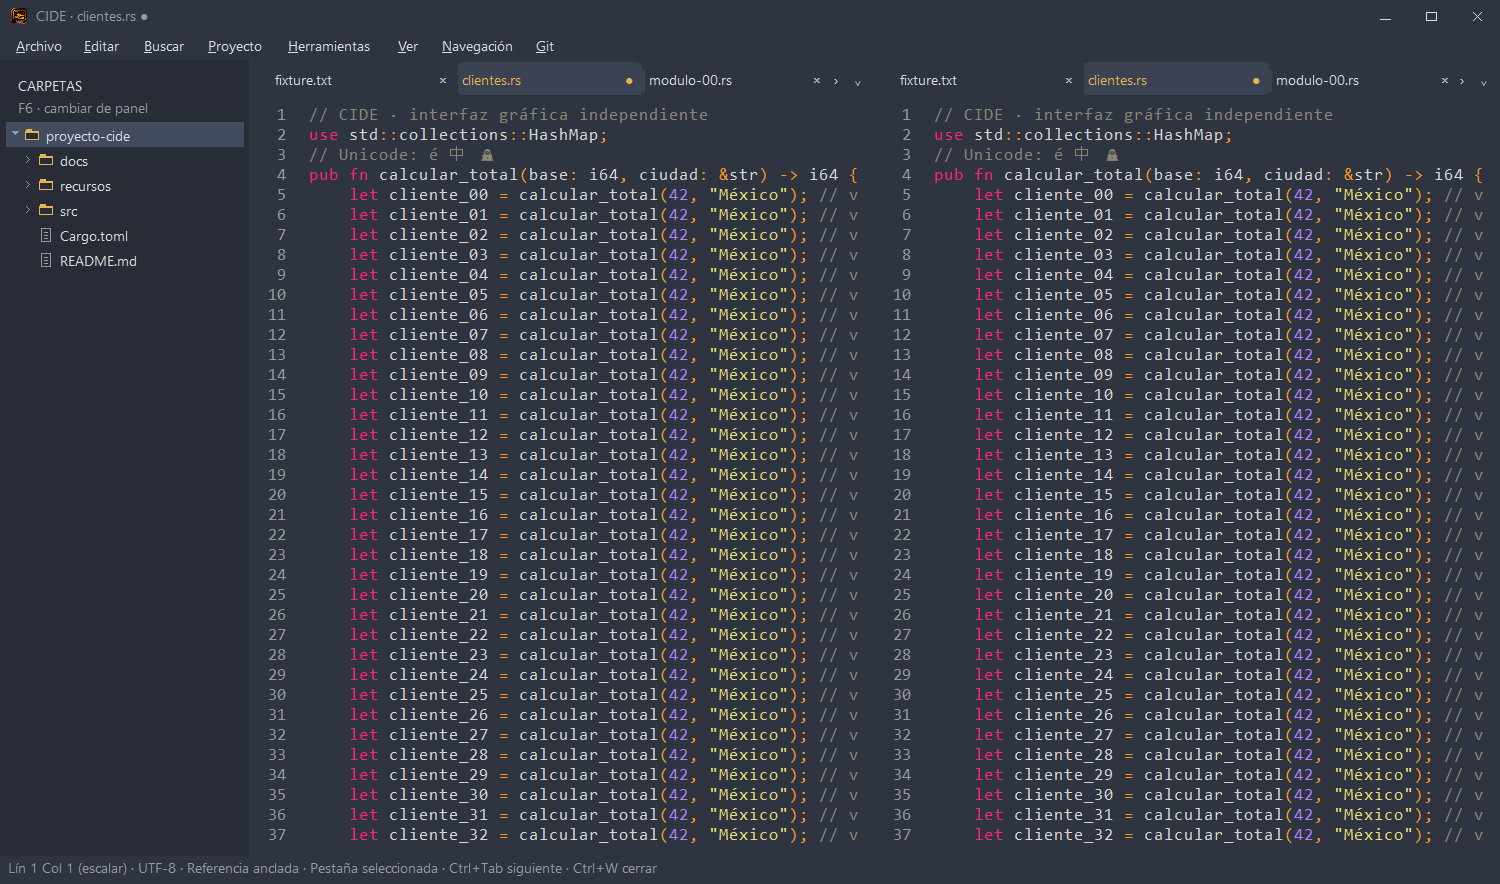 CIDE · clientes.rs ●
Archivo Editar Buscar Proyecto Herramientas Ver Navegación Git
CARPETAS
F6 · cambiar de panel
proyecto-cide
docs
recursos
src
Cargo.toml
README.md
fixture.txt × clientes.rs ● modulo-00.rs ×
1 // CIDE · interfaz gráfica independiente
2 use std::collections::HashMap;
3 // Unicode: é 中 🔒
4 pub fn calcular_total(base: i64, ciudad: &str) -> i64 {
5 let cliente_00 = calcular_total(42, "México"); // v
6 let cliente_01 = calcular_total(42, "México"); // v
7 let cliente_02 = calcular_total(42, "México"); // v
8 let cliente_03 = calcular_total(42, "México"); // v
9 let cliente_04 = calcular_total(42, "México"); // v
10 let cliente_05 = calcular_total(42, "México"); // v
11 let cliente_06 = calcular_total(42, "México"); // v
12 let cliente_07 = calcular_total(42, "México"); // v
13 let cliente_08 = calcular_total(42, "México"); // v
14 let cliente_09 = calcular_total(42, "México"); // v
15 let cliente_10 = calcular_total(42, "México"); // v
16 let cliente_11 = calcular_total(42, "México"); // v
17 let cliente_12 = calcular_total(42, "México"); // v
18 let cliente_13 = calcular_total(42, "México"); // v
19 let cliente_14 = calcular_total(42, "México"); // v
20 let cliente_15 = calcular_total(42, "México"); // v
21 let cliente_16 = calcular_total(42, "México"); // v
22 let cliente_17 = calcular_total(42, "México"); // v
23 let cliente_18 = calcular_total(42, "México"); // v
24 let cliente_19 = calcular_total(42, "México"); // v
25 let cliente_20 = calcular_total(42, "México"); // v
26 let cliente_21 = calcular_total(42, "México"); // v
27 let cliente_22 = calcular_total(42, "México"); // v
28 let cliente_23 = calcular_total(42, "México"); // v
29 let cliente_24 = calcular_total(42, "México"); // v
30 let cliente_25 = calcular_total(42, "México"); // v
31 let cliente_26 = calcular_total(42, "México"); // v
32 let cliente_27 = calcular_total(42, "México"); // v
33 let cliente_28 = calcular_total(42, "México"); // v
34 let cliente_29 = calcular_total(42, "México"); // v
35 let cliente_30 = calcular_total(42, "México"); // v
36 let cliente_31 = calcular_total(42, "México"); // v
37 let cliente_32 = calcular_total(42, "México"); // v
fixture.txt × clientes.rs ● modulo-00.rs ×
1 // CIDE · interfaz gráfica independiente
2 use std::collections::HashMap;
3 // Unicode: é 中 🔒
4 pub fn calcular_total(base: i64, ciudad: &str) -> i64 {
5 let cliente_00 = calcular_total(42, "México"); // v
6 let cliente_01 = calcular_total(42, "México"); // v
7 let cliente_02 = calcular_total(42, "México"); // v
8 let cliente_03 = calcular_total(42, "México"); // v
9 let cliente_04 = calcular_total(42, "México"); // v
10 let cliente_05 = calcular_total(42, "México"); // v
11 let cliente_06 = calcular_total(42, "México"); // v
12 let cliente_07 = calcular_total(42, "México"); // v
13 let cliente_08 = calcular_total(42, "México"); // v
14 let cliente_09 = calcular_total(42, "México"); // v
15 let cliente_10 = calcular_total(42, "México"); // v
16 let cliente_11 = calcular_total(42, "México"); // v
17 let cliente_12 = calcular_total(42, "México"); // v
18 let cliente_13 = calcular_total(42, "México"); // v
19 let cliente_14 = calcular_total(42, "México"); // v
20 let cliente_15 = calcular_total(42, "México"); // v
21 let cliente_16 = calcular_total(42, "México"); // v
22 let cliente_17 = calcular_total(42, "México"); // v
23 let cliente_18 = calcular_total(42, "México"); // v
24 let cliente_19 = calcular_total(42, "México"); // v
25 let cliente_20 = calcular_total(42, "México"); // v
26 let cliente_21 = calcular_total(42, "México"); // v
27 let cliente_22 = calcular_total(42, "México"); // v
28 let cliente_23 = calcular_total(42, "México"); // v
29 let cliente_24 = calcular_total(42, "México"); // v
30 let cliente_25 = calcular_total(42, "México"); // v
31 let cliente_26 = calcular_total(42, "México"); // v
32 let cliente_27 = calcular_total(42, "México"); // v
33 let cliente_28 = calcular_total(42, "México"); // v
34 let cliente_29 = calcular_total(42, "México"); // v
35 let cliente_30 = calcular_total(42, "México"); // v
36 let cliente_31 = calcular_total(42, "México"); // v
37 let cliente_32 = calcular_total(42, "México"); // v
Lín 1 Col 1 (escalar) · UTF-8 · Referencia anclada · Pestaña seleccionada · Ctrl+Tab siguiente · Ctrl+W cerrar